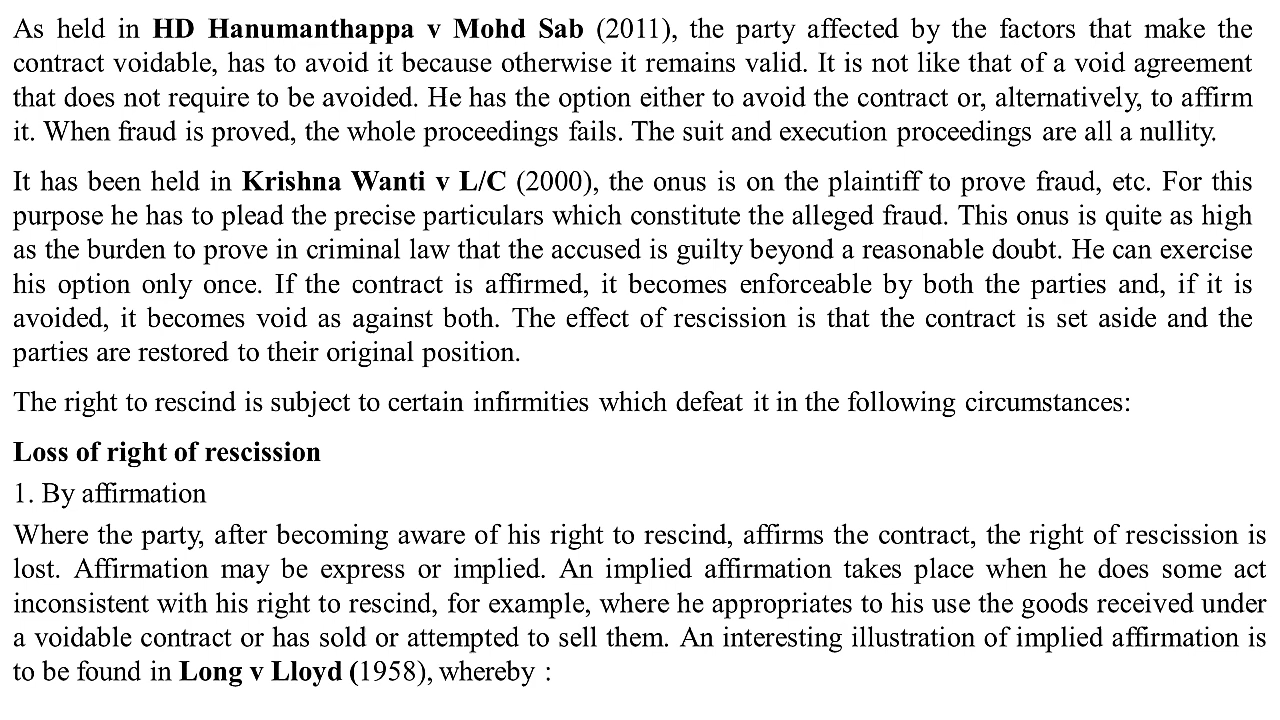 As held in HD Hanumanthappa v Mohd Sab (2011), the party affected by the factors that make the
contract voidable, has to avoid it because otherwise it remains valid. It is not like that of a void agreement
that does not require to be avoided. He has the option either to avoid the contract or, alternatively, to affirm
it. When fraud is proved, the whole proceedings fails. The suit and execution proceedings are all a nullity.
It has been held in Krishna Wanti v L/C (2000), the onus is on the plaintiff to prove fraud, etc. For this
purpose he has to plead the precise particulars which constitute the alleged fraud. This onus is quite as high
as the burden to prove in criminal law that the accused is guilty beyond a reasonable doubt. He can exercise
his option only once. If the contract is affirmed, it becomes enforceable by both the parties and, if it is
avoided, it becomes void as against both. The effect of rescission is that the contract is set aside and the
parties are restored to their original position.
The right to rescind is subject to certain infirmities which defeat it in the following circumstances:
Loss of right of rescission
1. By affirmation
Where the party, after becoming aware of his right to rescind, affirms the contract, the right of rescission is
lost. Affirmation may be express or implied. An implied affirmation takes place when he does some act
inconsistent with his right to rescind, for example, where he appropriates to his use the goods received under
a voidable contract or has sold or attempted to sell them. An interesting illustration of implied affirmation is
to be found in Long v Lloyd (1958), whereby :